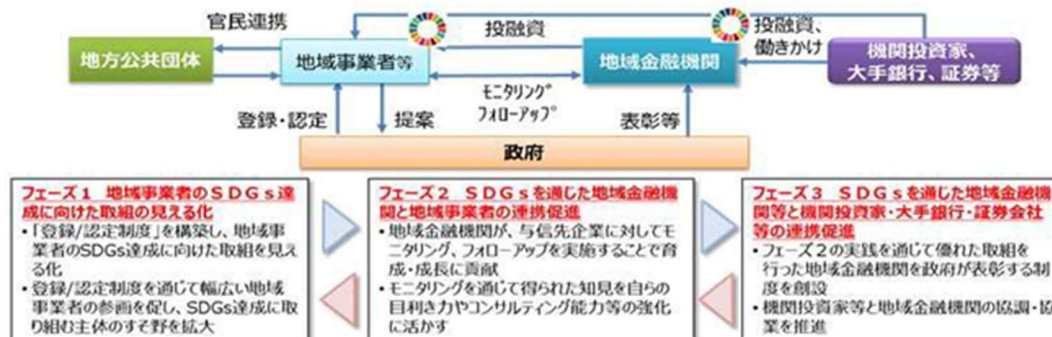 官民連携
投融資
投融資、
働きかけ
地方公共団体
地域事業者等
地域金融機関
機関投資家、
大手銀行、証券等
モニタリング
フォローアップ
登録・認定
提案
表彰等
政府
フェーズ1 地域事業者のSDGs達
成に向けた取組の見える化
・「登録/認定制度」を構築し、地域事
業者のSDGs達成に向けた取組を見え
る化
・登録/認定制度を通じて幅広い地域
事業者の参画を促し、SDGs達成に取
り組む主体のすそ野を拡大
フェーズ2 SDGsを通じた地域金融機
関と地域事業者の連携促進
・地域金融機関が、与信先企業に対してモ
ニタリング、フォローアップを実施することで育
成・成長に貢献
・モニタリングを通じて得られた知見を自らの
目利き力やコンサルティング能力等の強化
に活かす
フェーズ3 SDGsを通じた地域金融機
関等と機関投資家・大手銀行・証券会社
等の連携促進
・フェーズ2の実践を通じて優れた取組を
行った地域金融機関を政府が表彰する制
度を創設
・機関投資家等と地域金融機関の協調・協
業を推進